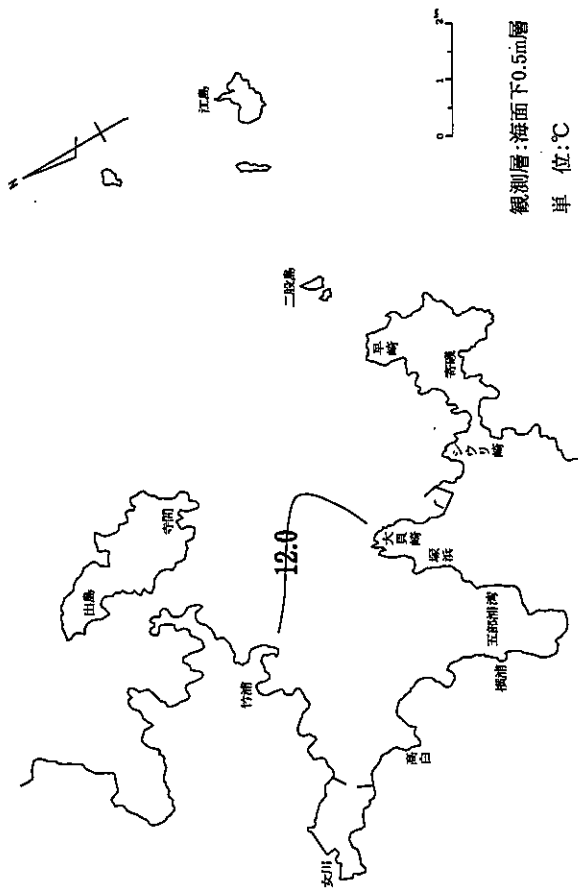 N
江島
二股島
出島
寺間
早崎
寄磯
シウリ崎
12.0
大貝崎
塚浜
竹浦
五部浦湾
横浦
高白
女川
0 1 2 km
観測層:海面下0.5m層
単 位:℃